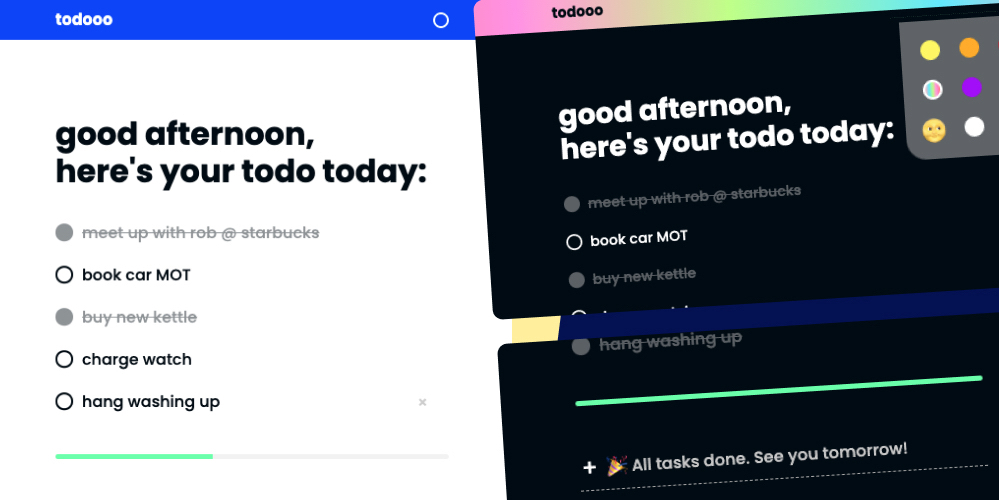 todooo
good afternoon,
here's your todo today:
meet up with rob @ starbucks
book car MOT
buy new kettle
charge watch
hang washing up
×
todooo
good afternoon,
here's your todo today:
meet up with rob @ starbucks
book car MOT
buy new kettle
hang washing up
+ 🎉 All tasks done. See you tomorrow!